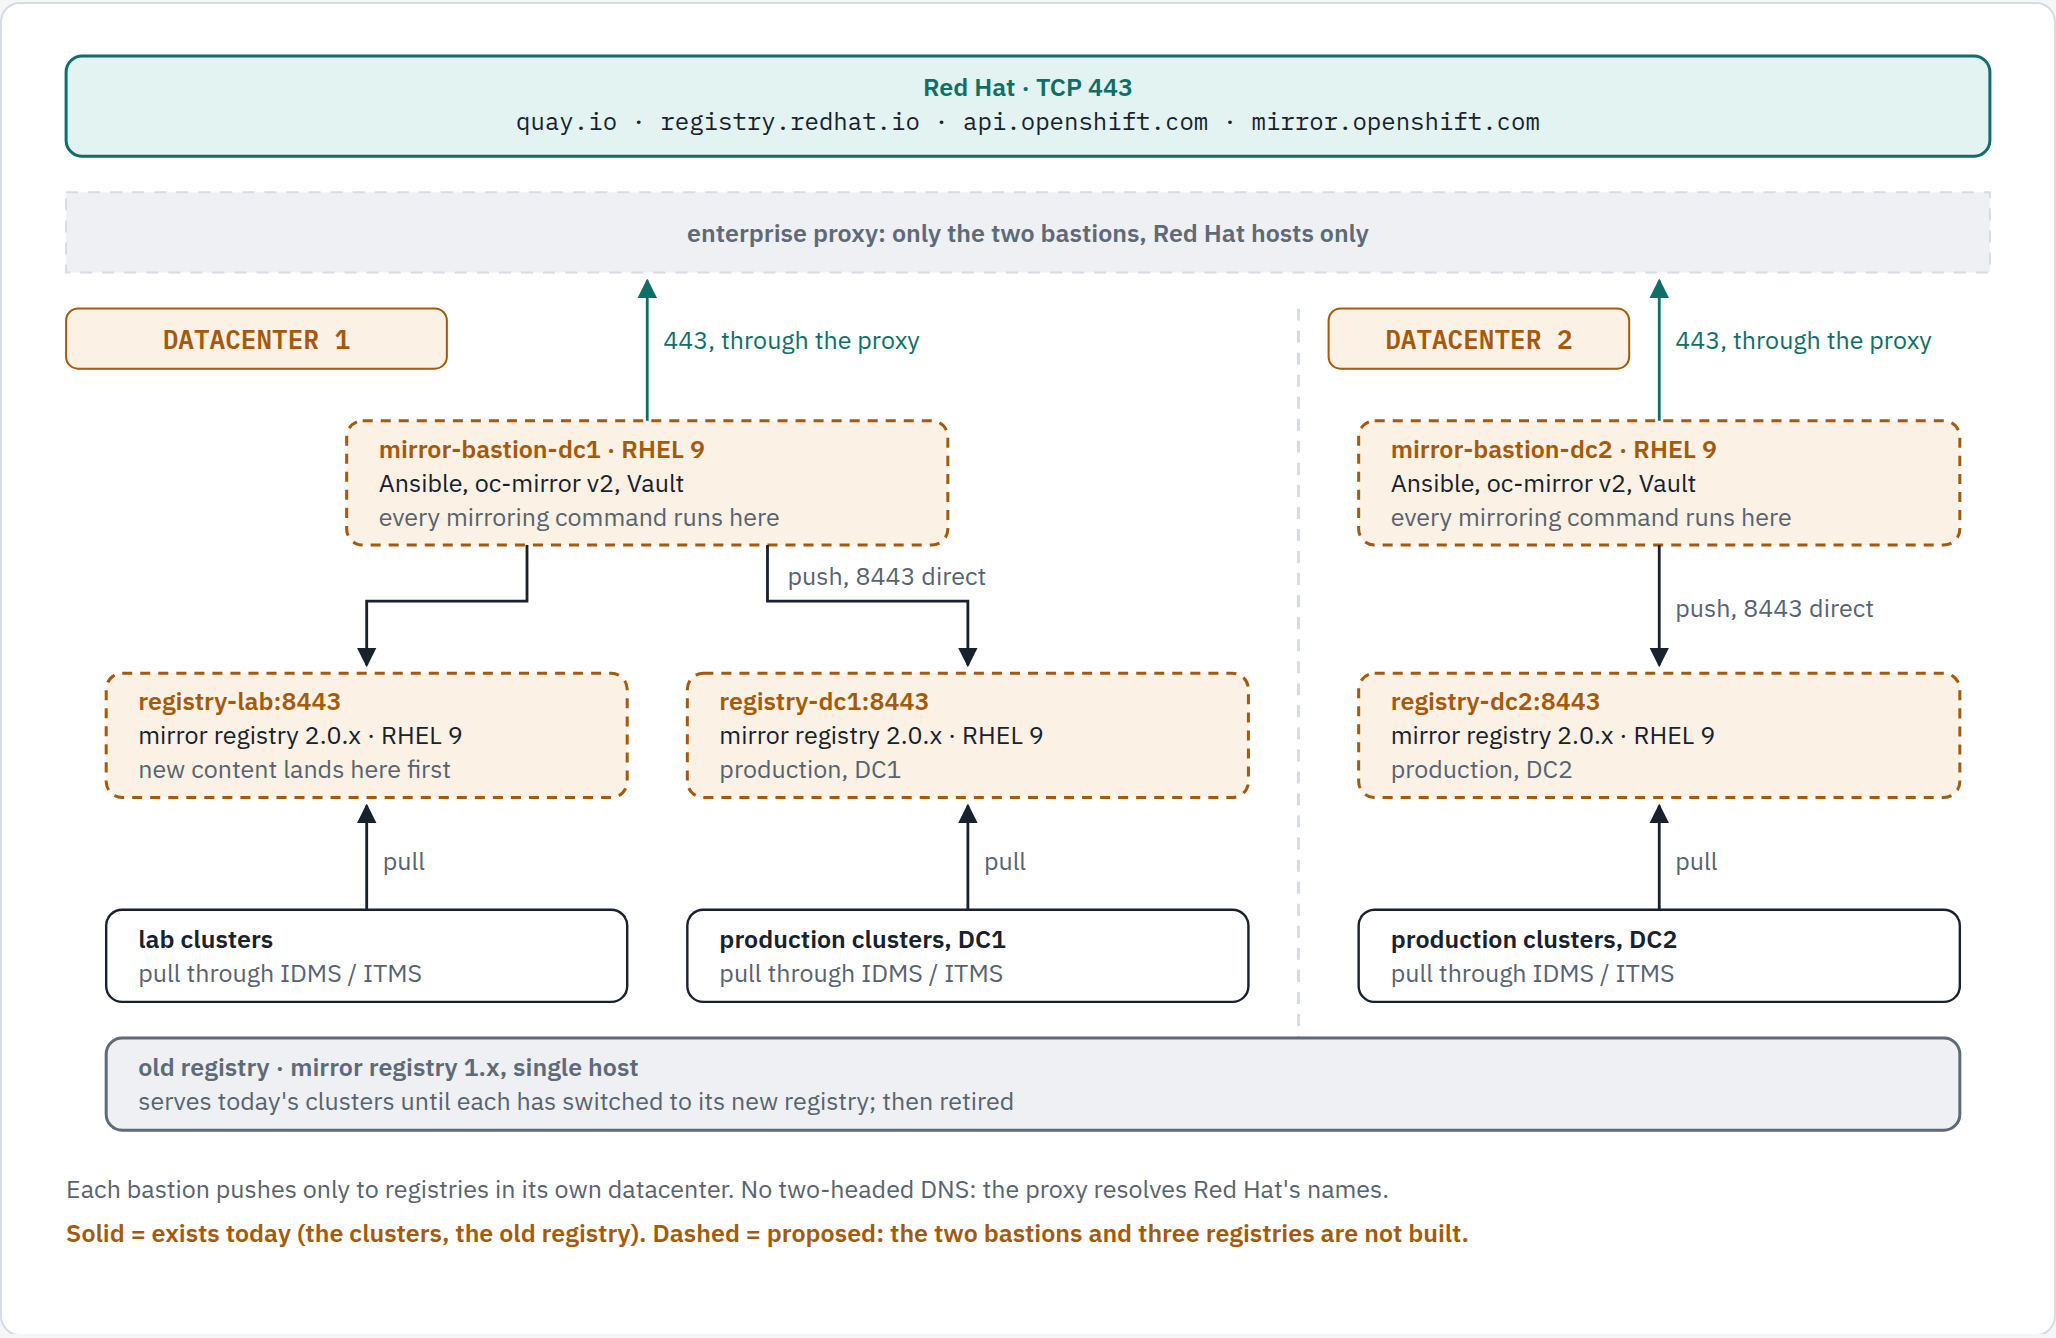 Red Hat · TCP 443
quay.io · registry.redhat.io · api.openshift.com · mirror.openshift.com
enterprise proxy: only the two bastions, Red Hat hosts only
DATACENTER 1
443, through the proxy
DATACENTER 2
443, through the proxy
mirror-bastion-dc1 · RHEL 9
Ansible, oc-mirror v2, Vault
every mirroring command runs here
mirror-bastion-dc2 · RHEL 9
Ansible, oc-mirror v2, Vault
every mirroring command runs here
push, 8443 direct
push, 8443 direct
registry-lab:8443
mirror registry 2.0.x · RHEL 9
new content lands here first
registry-dc1:8443
mirror registry 2.0.x · RHEL 9
production, DC1
registry-dc2:8443
mirror registry 2.0.x · RHEL 9
production, DC2
pull
pull
pull
lab clusters
pull through IDMS / ITMS
production clusters, DC1
pull through IDMS / ITMS
production clusters, DC2
pull through IDMS / ITMS
old registry · mirror registry 1.x, single host
serves today's clusters until each has switched to its new registry; then retired
Each bastion pushes only to registries in its own datacenter. No two-headed DNS: the proxy resolves Red Hat's names.
Solid = exists today (the clusters, the old registry). Dashed = proposed: the two bastions and three registries are not built.